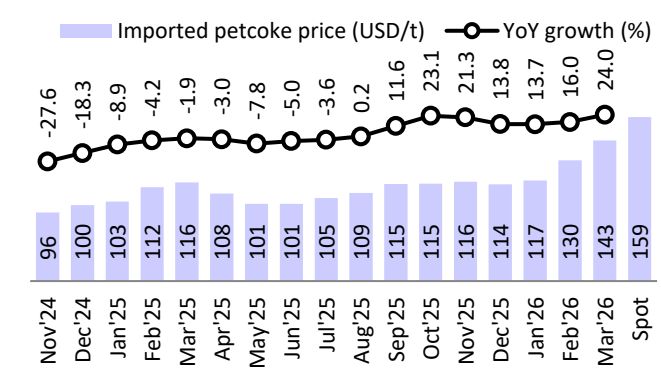 Imported petcoke price (USD/t) YoY growth (%)
-27.6 -18.3 -8.9 -4.2 -1.9 -3.0 -7.8 -5.0 -3.6 0.2 11.6 23.1 21.3 13.8 13.7 16.0 24.0
96 100 103 112 116 108 101 101 105 109 115 115 116 114 117 130 143 159
Nov'24 Dec'24 Jan'25 Feb'25 Mar'25 Apr'25 May'25 Jun'25 Jul'25 Aug'25 Sep'25 Oct'25 Nov'25 Dec'25 Jan'26 Feb'26 Mar'26 Spot